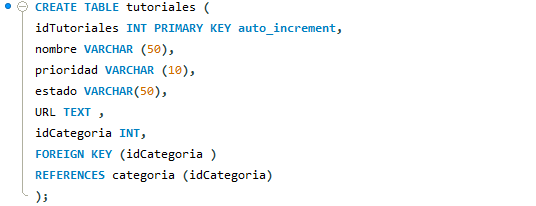 CREATE TABLE tutoriales (
idTutoriales INT PRIMARY KEY auto_increment,
nombre VARCHAR (50),
prioridad VARCHAR (10),
estado VARCHAR(50),
URL TEXT ,
idCategoria INT,
FOREIGN KEY (idCategoria )
REFERENCES categoria (idCategoria)
);